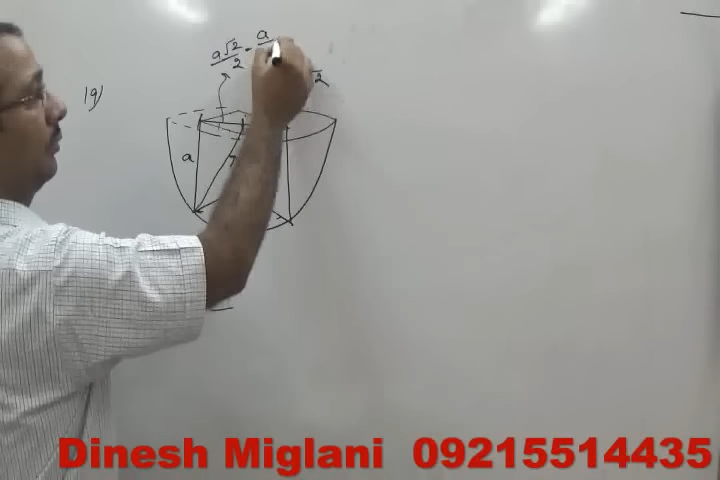 19)
a√2/2 = a
√2
a
r
Dinesh Miglani 09215514435